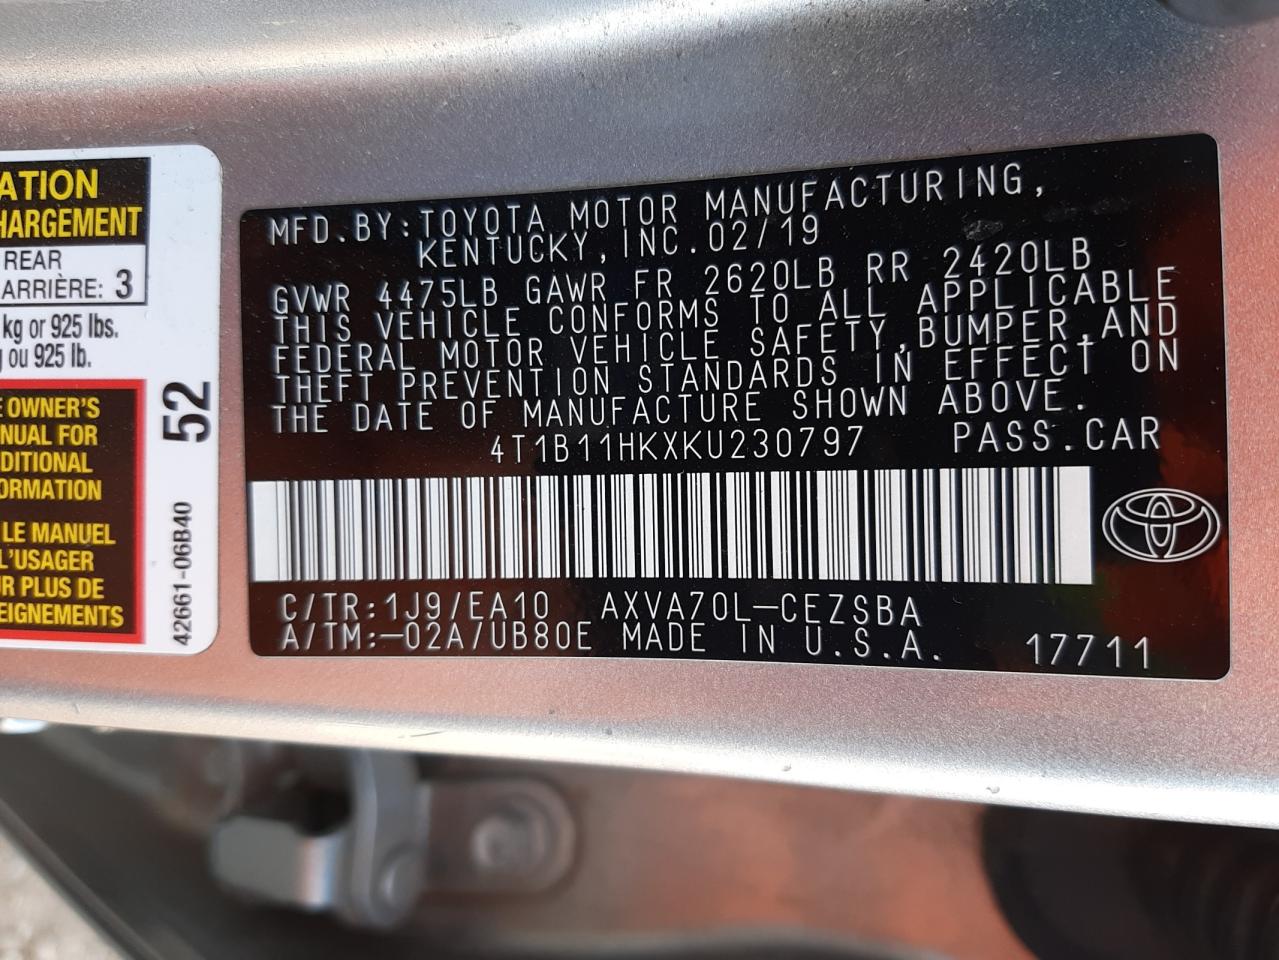 ATION
HARGEMENT
REAR
ARRIÈRE: 3
kg or 925 lbs.
ou 925 lb.
OWNER'S
NUAL FOR
DITIONAL
ORMATION
LE MANUEL
L'USAGER
UR PLUS DE
EIGNEMENTS
52
42661-06B40
MFD.BY:TOYOTA MOTOR MANUFACTURING,
KENTUCKY,INC.02/19
GVWR 4475LB GAWR FR 2620LB RR 2420LB
THIS VEHICLE CONFORMS TO ALL APPLICABLE
FEDERAL MOTOR VEHICLE SAFETY,BUMPER,AND
THEFT PREVENTION STANDARDS IN EFFECT ON
THE DATE OF MANUFACTURE SHOWN ABOVE.
4T1B11HKXKU230797 PASS.CAR
C/TR:1J9/EA10 AXVA70L-CEZSBA
A/TM:-02A/UB80E MADE IN U.S.A. 17711